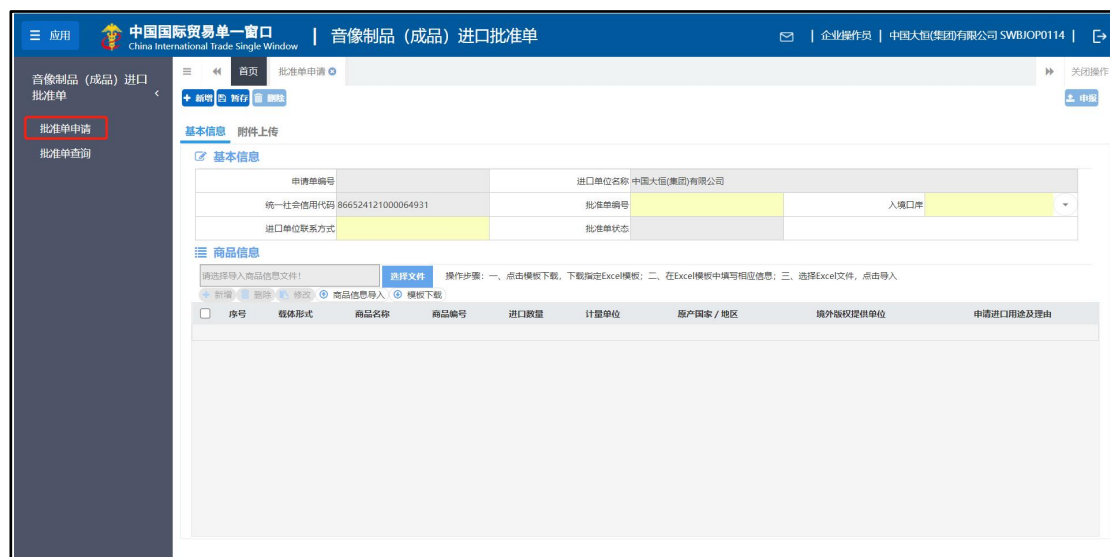 应用
中国国际贸易单一窗口
China International Trade Single Window
音像制品（成品）进口批准单
企业操作员
中国大恒(集团)有限公司 SWBJOP0114
音像制品（成品）进口
批准单
批准单申请
批准单查询
首页
批准单申请
关闭操作
新增
暂存
删除
申报
基本信息 附件上传
基本信息
申请单编号
进口单位名称 中国大恒(集团)有限公司
统一社会信用代码 866524121000064931 批准单编号 入境口岸
进口单位联系方式 批准单状态
商品信息
请选择导入商品信息文件! 选择文件 操作步骤：一、点击模板下载，下载指定Excel模板；二、在Excel模板中填写相应信息；三、选择Excel文件，点击导入
新增 删除 修改 商品信息导入 模板下载
序号 载体形式 商品名称 商品编号 进口数量 计量单位 原产国家 / 地区 境外版权提供单位 申请进口用途及理由